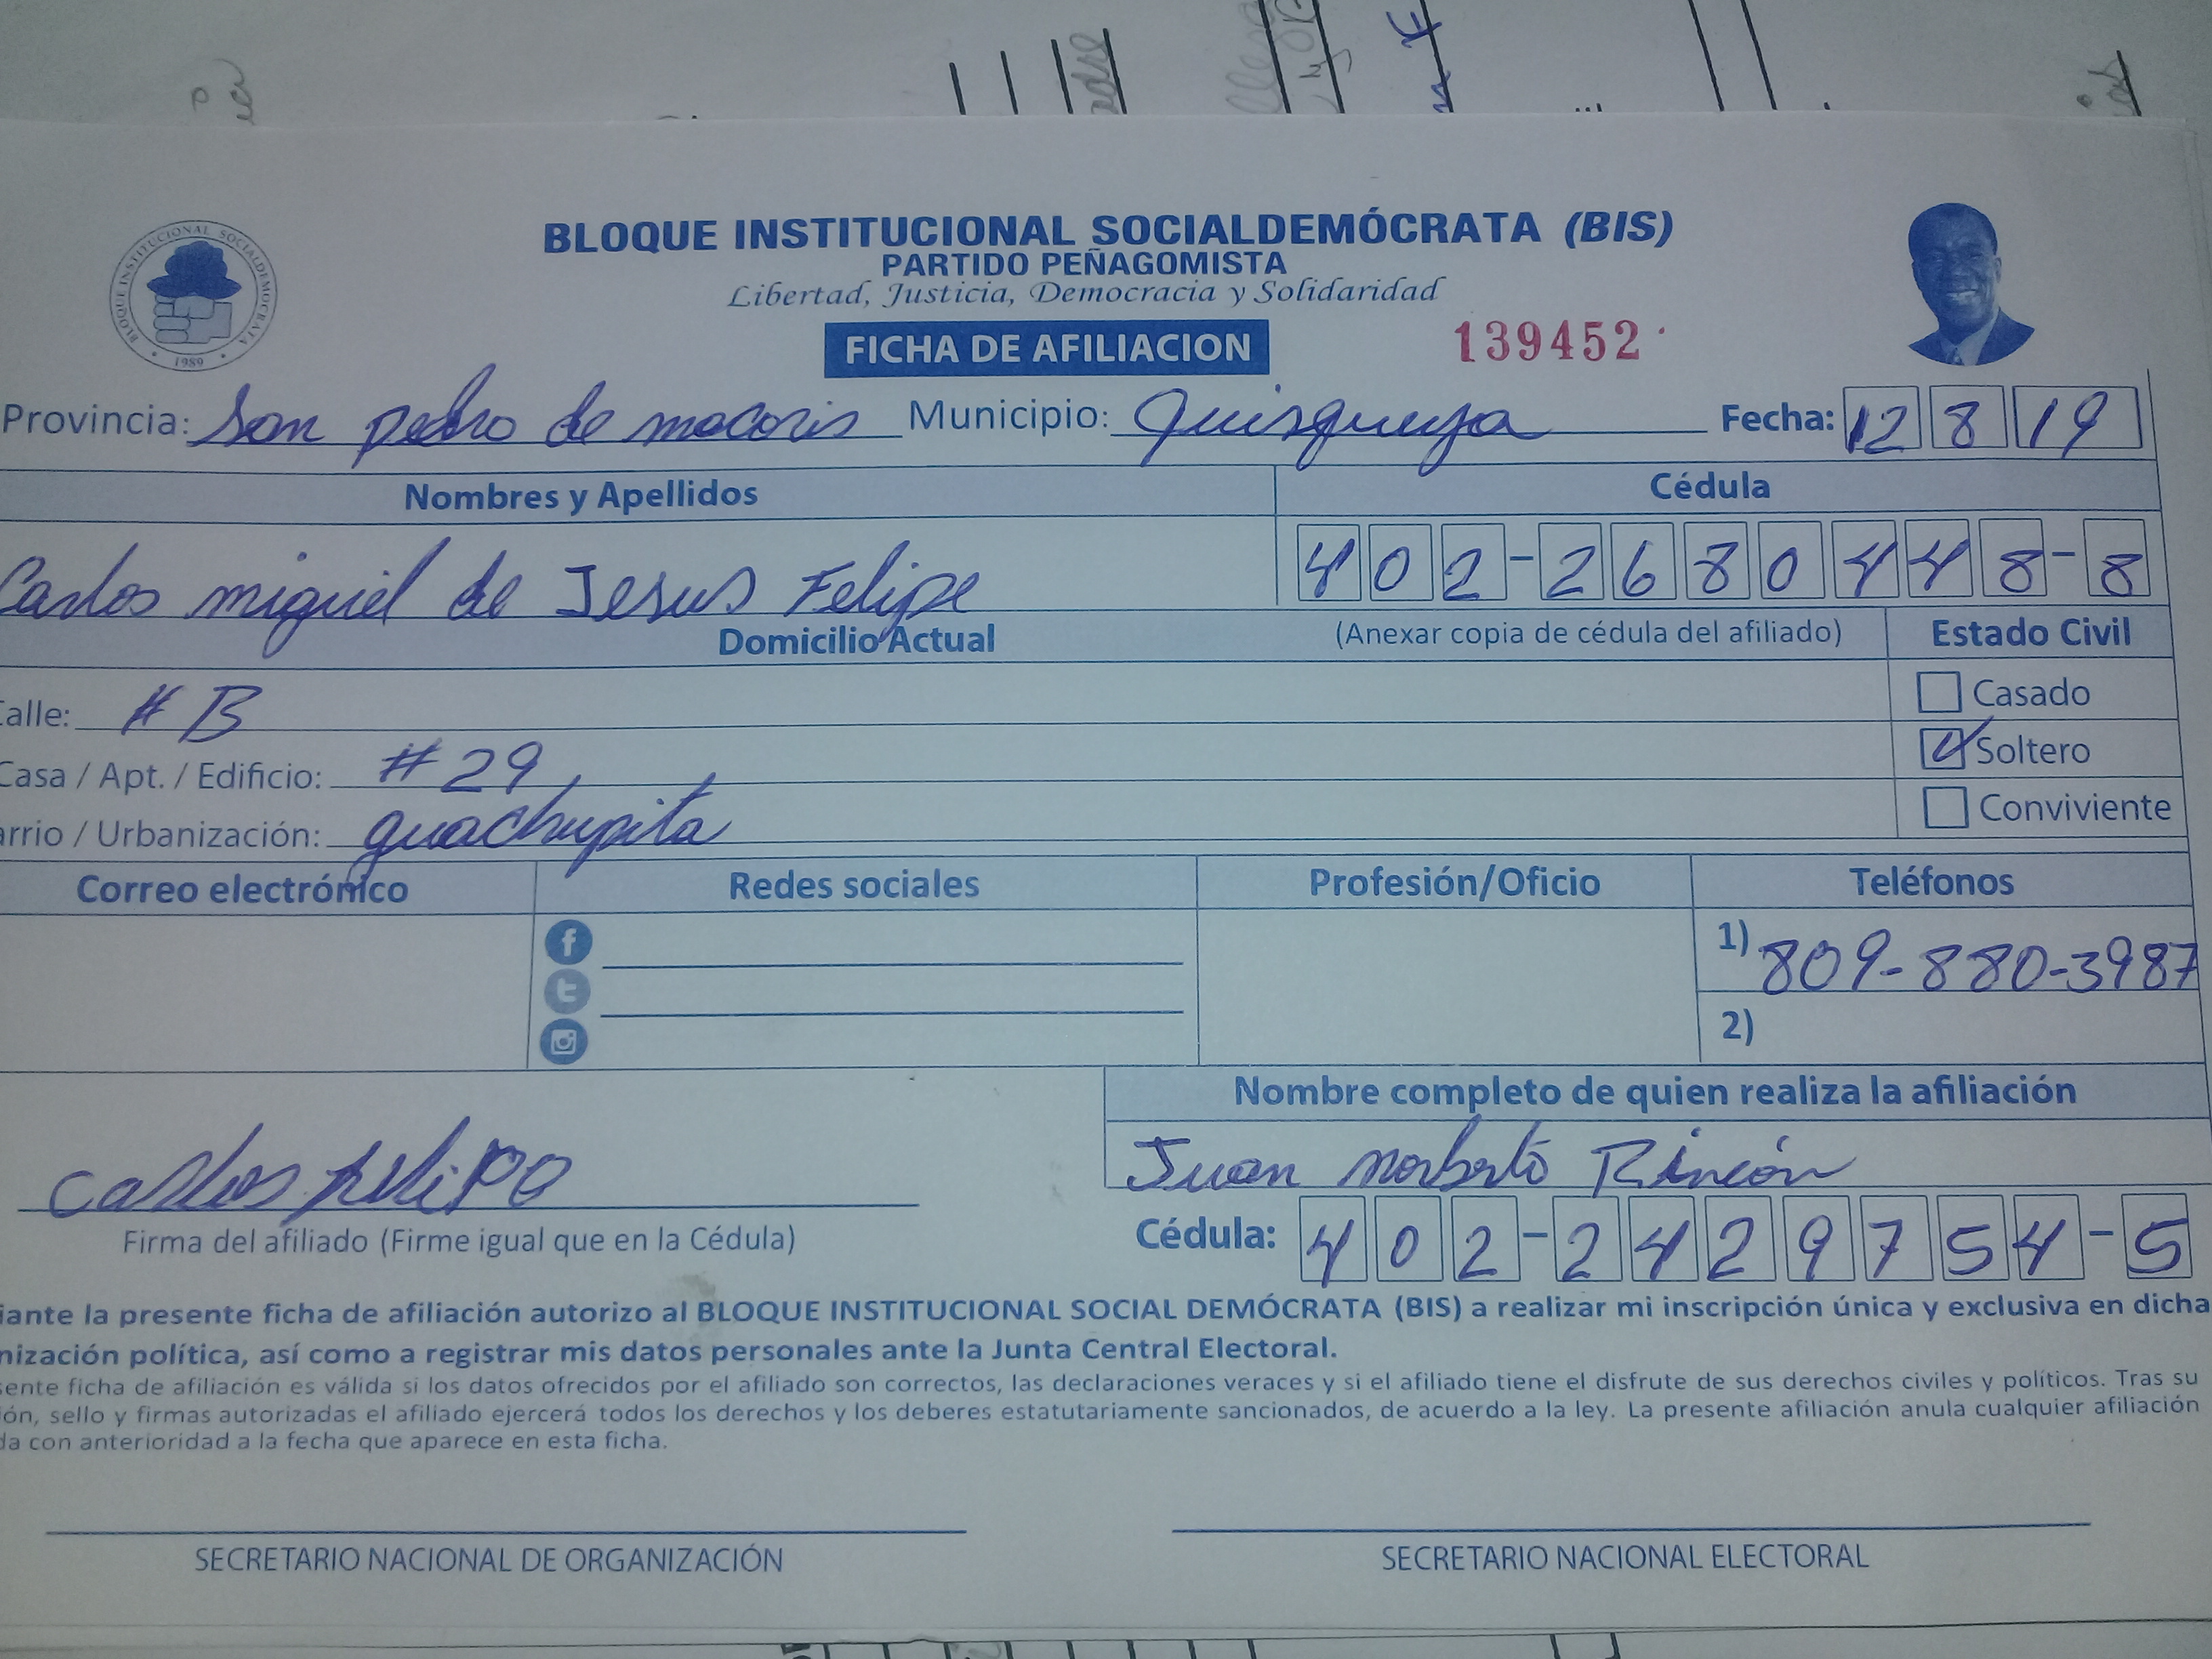 BLOQUE INSTITUCIONAL SOCIALDEMÓCRATA (BIS)
PARTIDO PEÑAGOMISTA
Libertad, Justicia, Democracia y Solidaridad
BLOQUE INSTITUCIONAL SOCIALDEMOCRATA
1989
FICHA DE AFILIACION 139452
Provincia: San pedro de macoris Municipio: Quisqueya Fecha: 12 8 19
Nombres y Apellidos Cédula
Carlos miguel de Jesus Felipe 402-2680448-8
Domicilio Actual (Anexar copia de cédula del afiliado) Estado Civil
Calle: # B Casado
Casa / Apt. / Edificio: # 29 Soltero
arrio / Urbanización: guachupita Conviviente
Correo electrónico Redes sociales Profesión/Oficio Teléfonos
1) 809-880-3987
2)
Nombre completo de quien realiza la afiliación
Carlos felipe Juan Norberto Rincón
Firma del afiliado (Firme igual que en la Cédula) Cédula: 402-2429754-5
iante la presente ficha de afiliación autorizo al BLOQUE INSTITUCIONAL SOCIAL DEMÓCRATA (BIS) a realizar mi inscripción única y exclusiva en dicha
nización política, así como a registrar mis datos personales ante la Junta Central Electoral.
sente ficha de afiliación es válida si los datos ofrecidos por el afiliado son correctos, las declaraciones veraces y si el afiliado tiene el disfrute de sus derechos civiles y políticos. Tras su
ón, sello y firmas autorizadas el afiliado ejercerá todos los derechos y los deberes estatutariamente sancionados, de acuerdo a la ley. La presente afiliación anula cualquier afiliación
da con anterioridad a la fecha que aparece en esta ficha.
SECRETARIO NACIONAL DE ORGANIZACIÓN SECRETARIO NACIONAL ELECTORAL